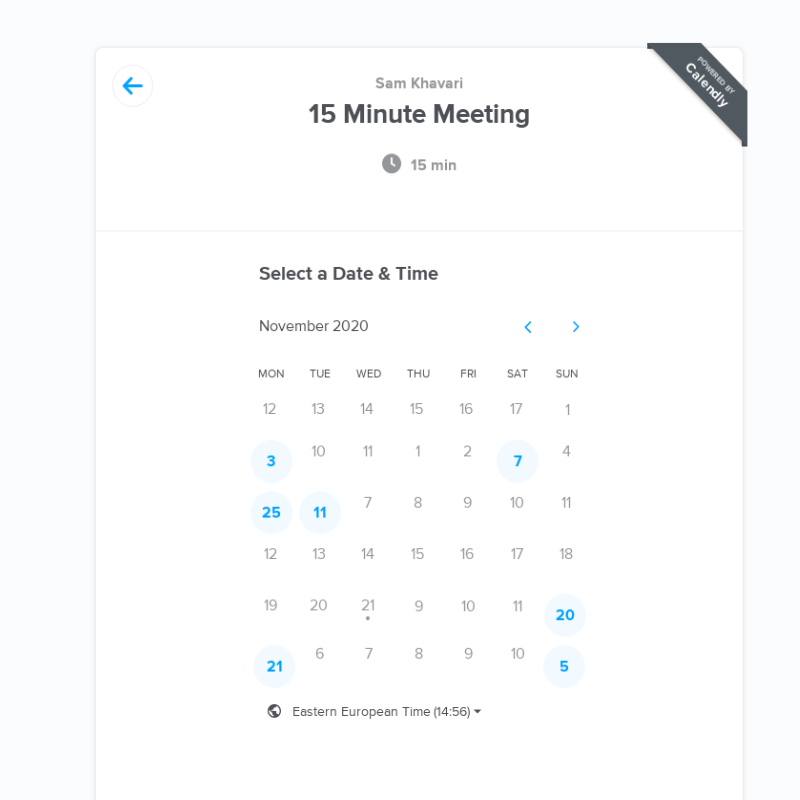 POWERED BY
Calendly
Sam Khavari
15 Minute Meeting
15 min
Select a Date & Time
November 2020
MON TUE WED THU FRI SAT SUN
12 13 14 15 16 17 1
3 10 11 1 2 7 4
25 11 7 8 9 10 11
12 13 14 15 16 17 18
19 20 21 9 10 11 20
21 6 7 8 9 10 5
Eastern European Time (14:56)